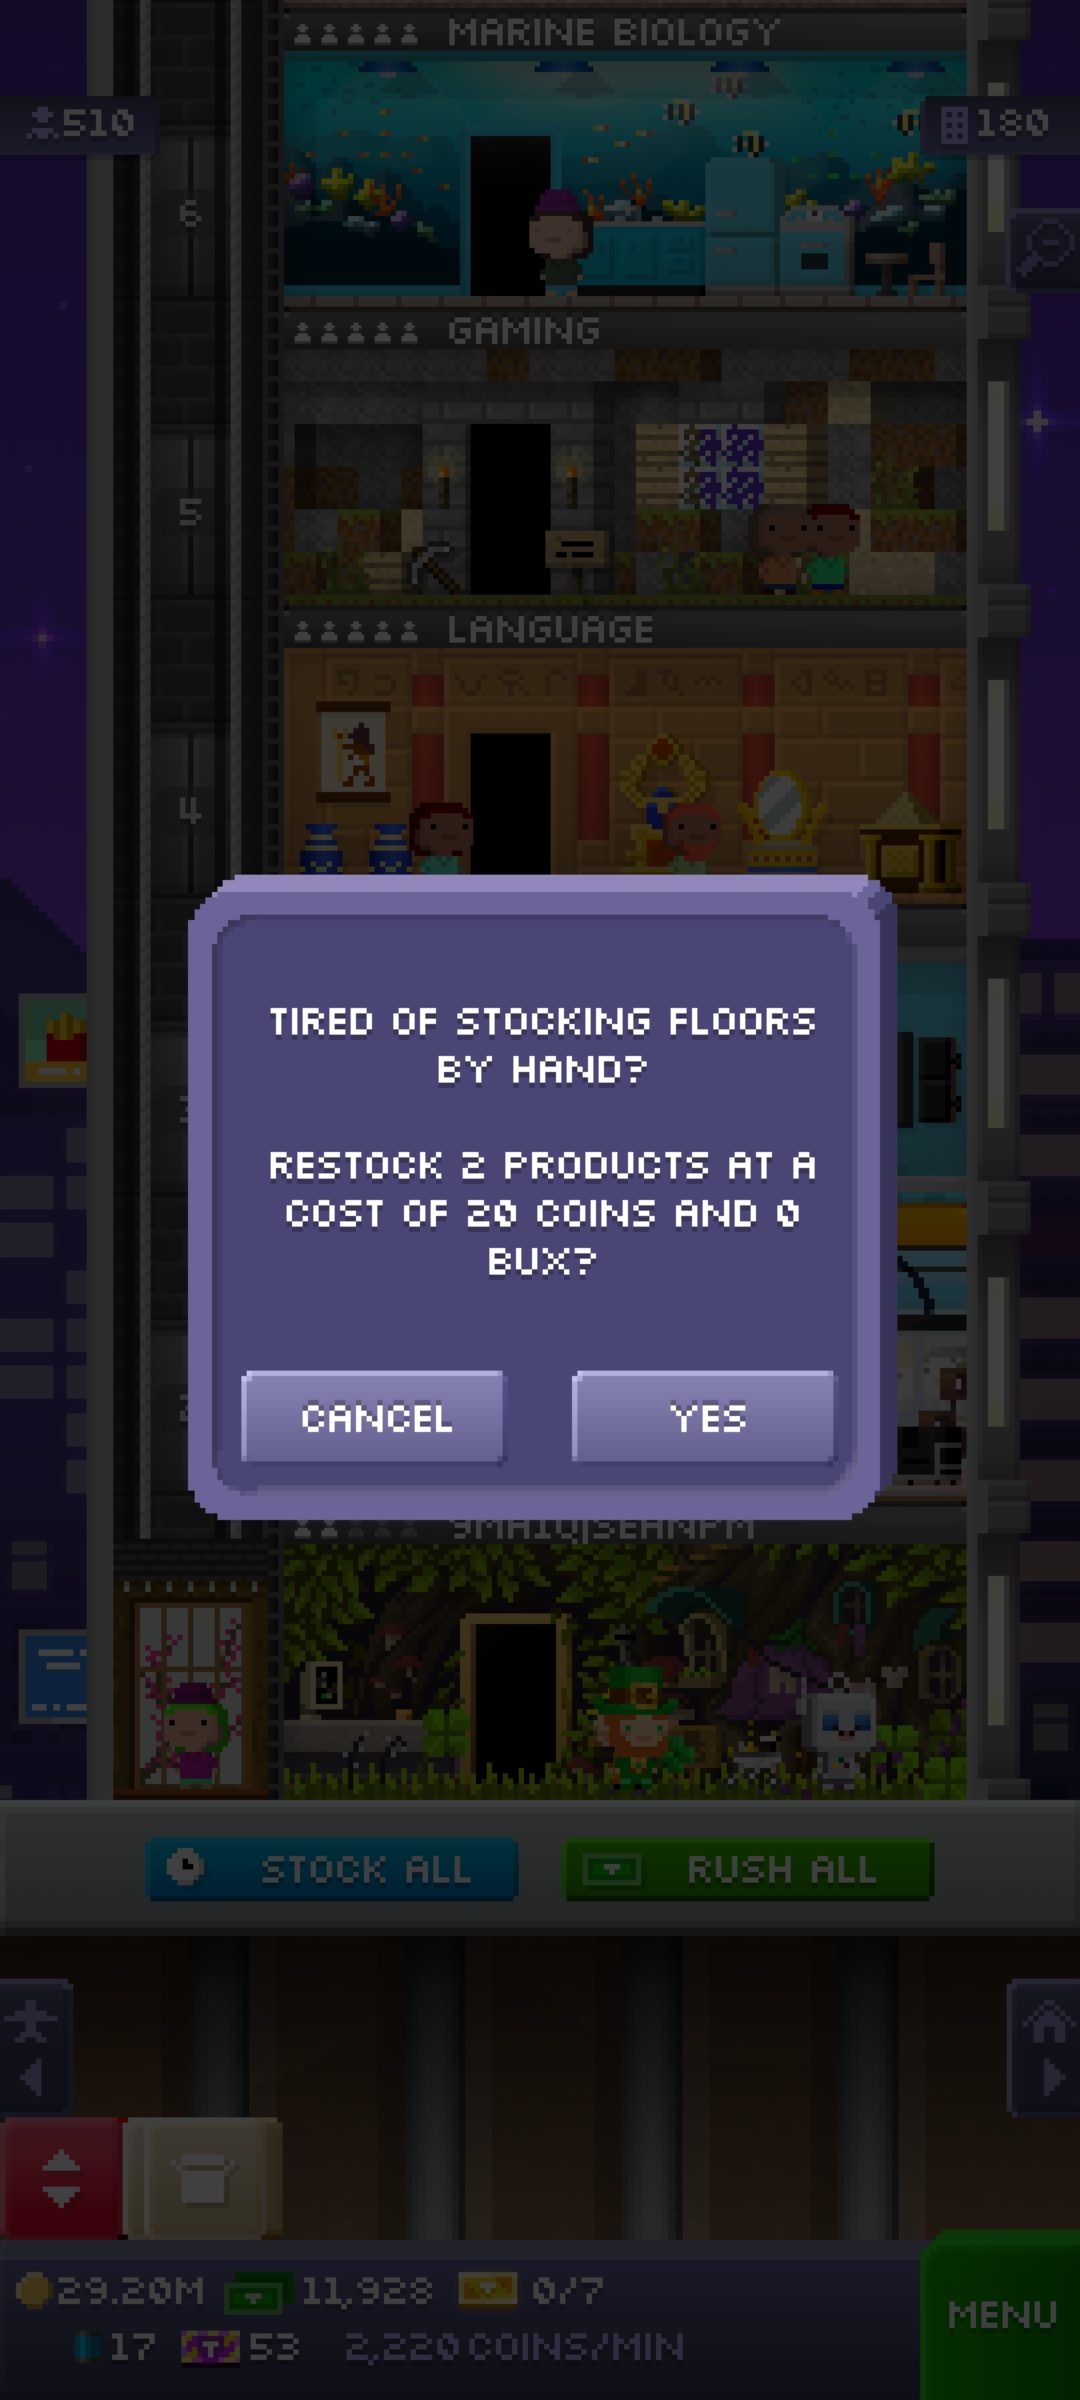 MARINE BIOLOGY
510
180
6
GAMING
5
LANGUAGE
4
TIRED OF STOCKING FLOORS
BY HAND?
RESTOCK 2 PRODUCTS AT A
COST OF 20 COINS AND 0
BUX?
CANCEL
YES
STOCK ALL
RUSH ALL
29.20M
11,928
0/7
MENU
17
53
2,220 COINS/MIN